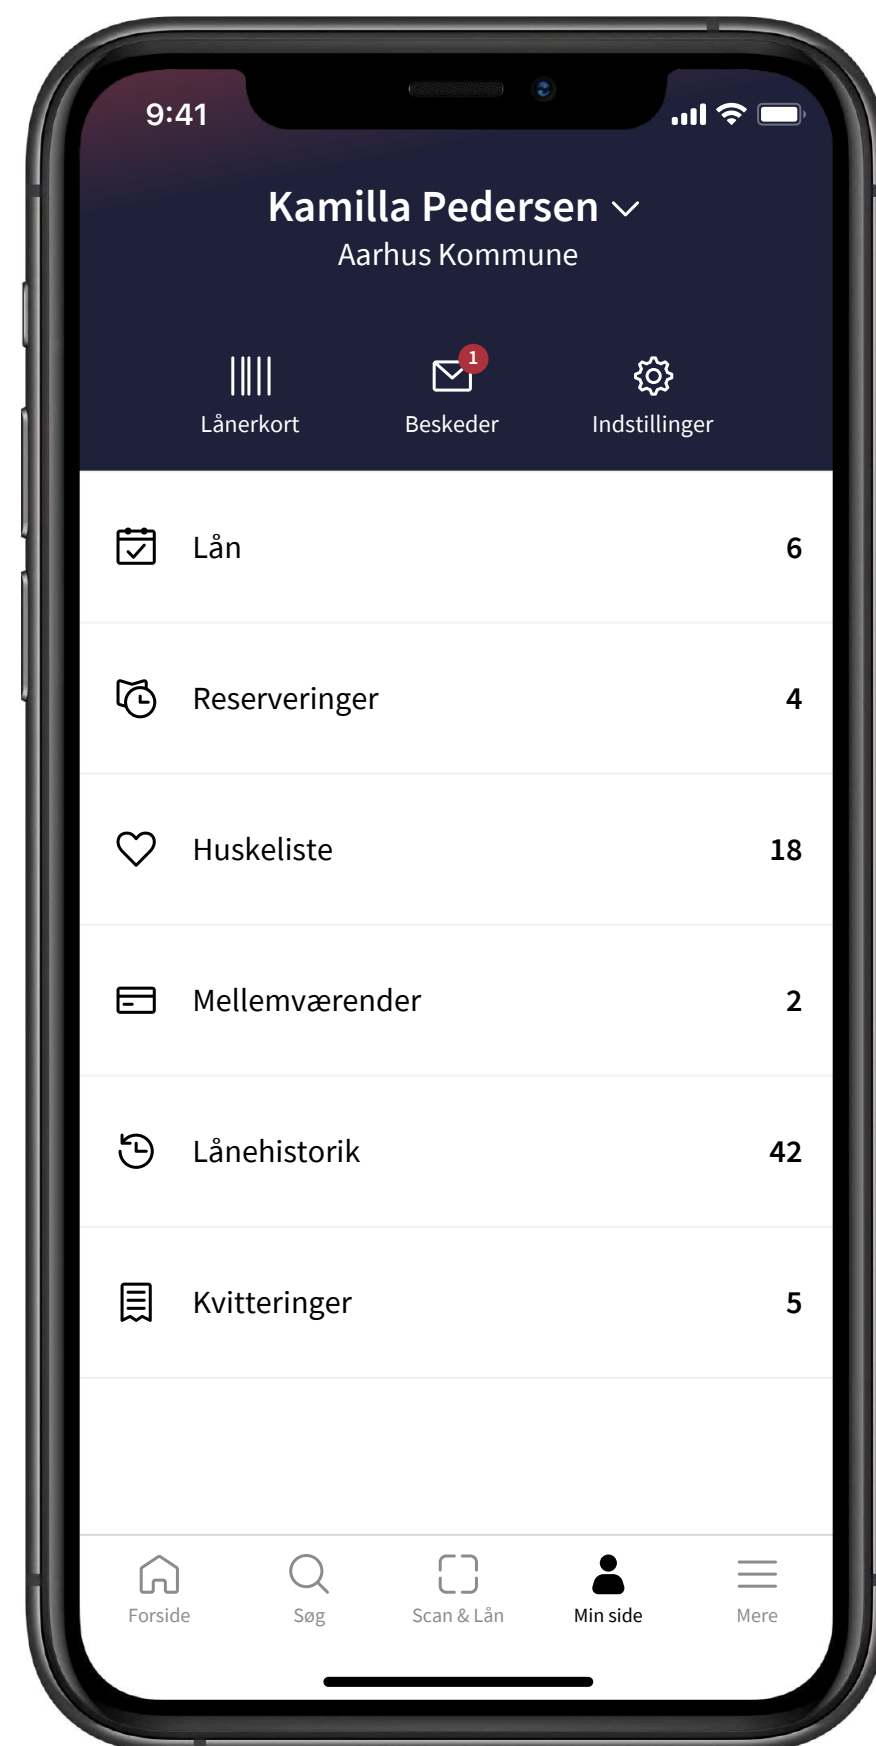 9:41
Kamilla Pedersen
Aarhus Kommune
1
Lånerkort
Beskeder
Indstillinger
Lån 6
Reserveringer 4
Huskeliste 18
Mellemværender 2
Lånehistorik 42
Kvitteringer 5
Forside
Søg
Scan & Lån
Min side
Mere